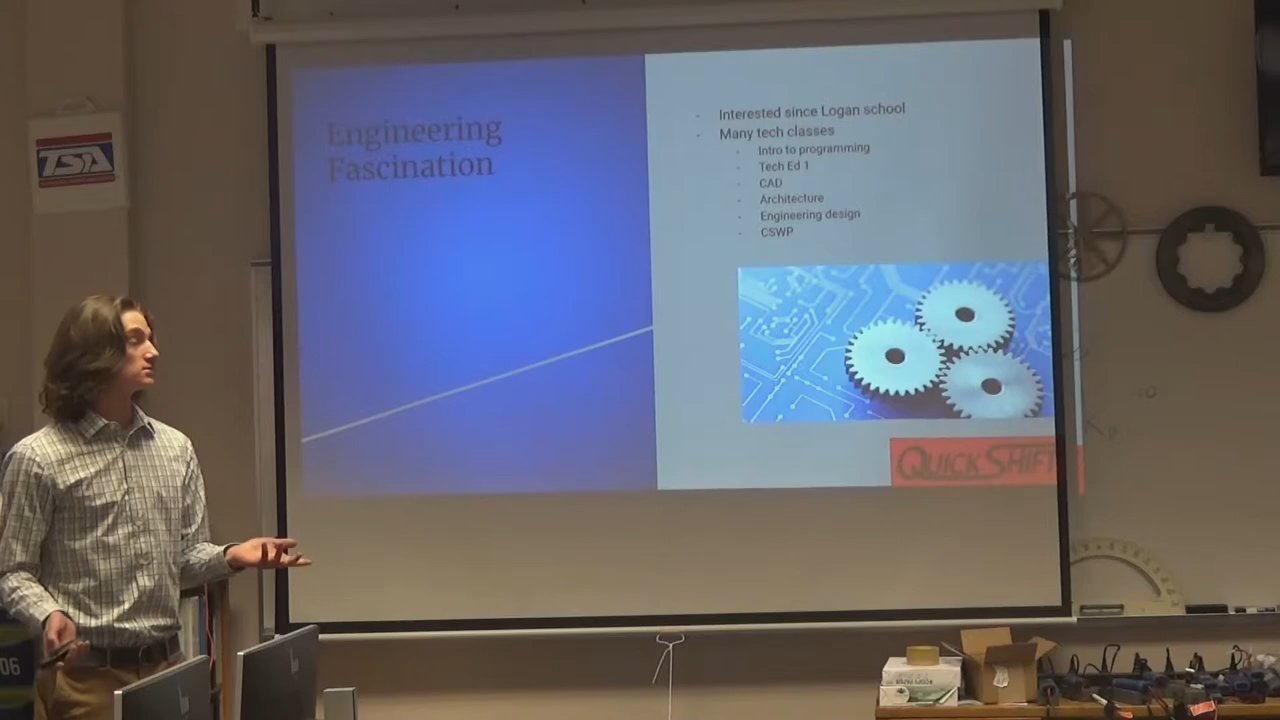 TSA
Engineering
Fascination
- Interested since Logan school
- Many tech classes
- Intro to programming
- Tech Ed 1
- CAD
- Architecture
- Engineering design
- CSWP
QUICKSHIFT
06